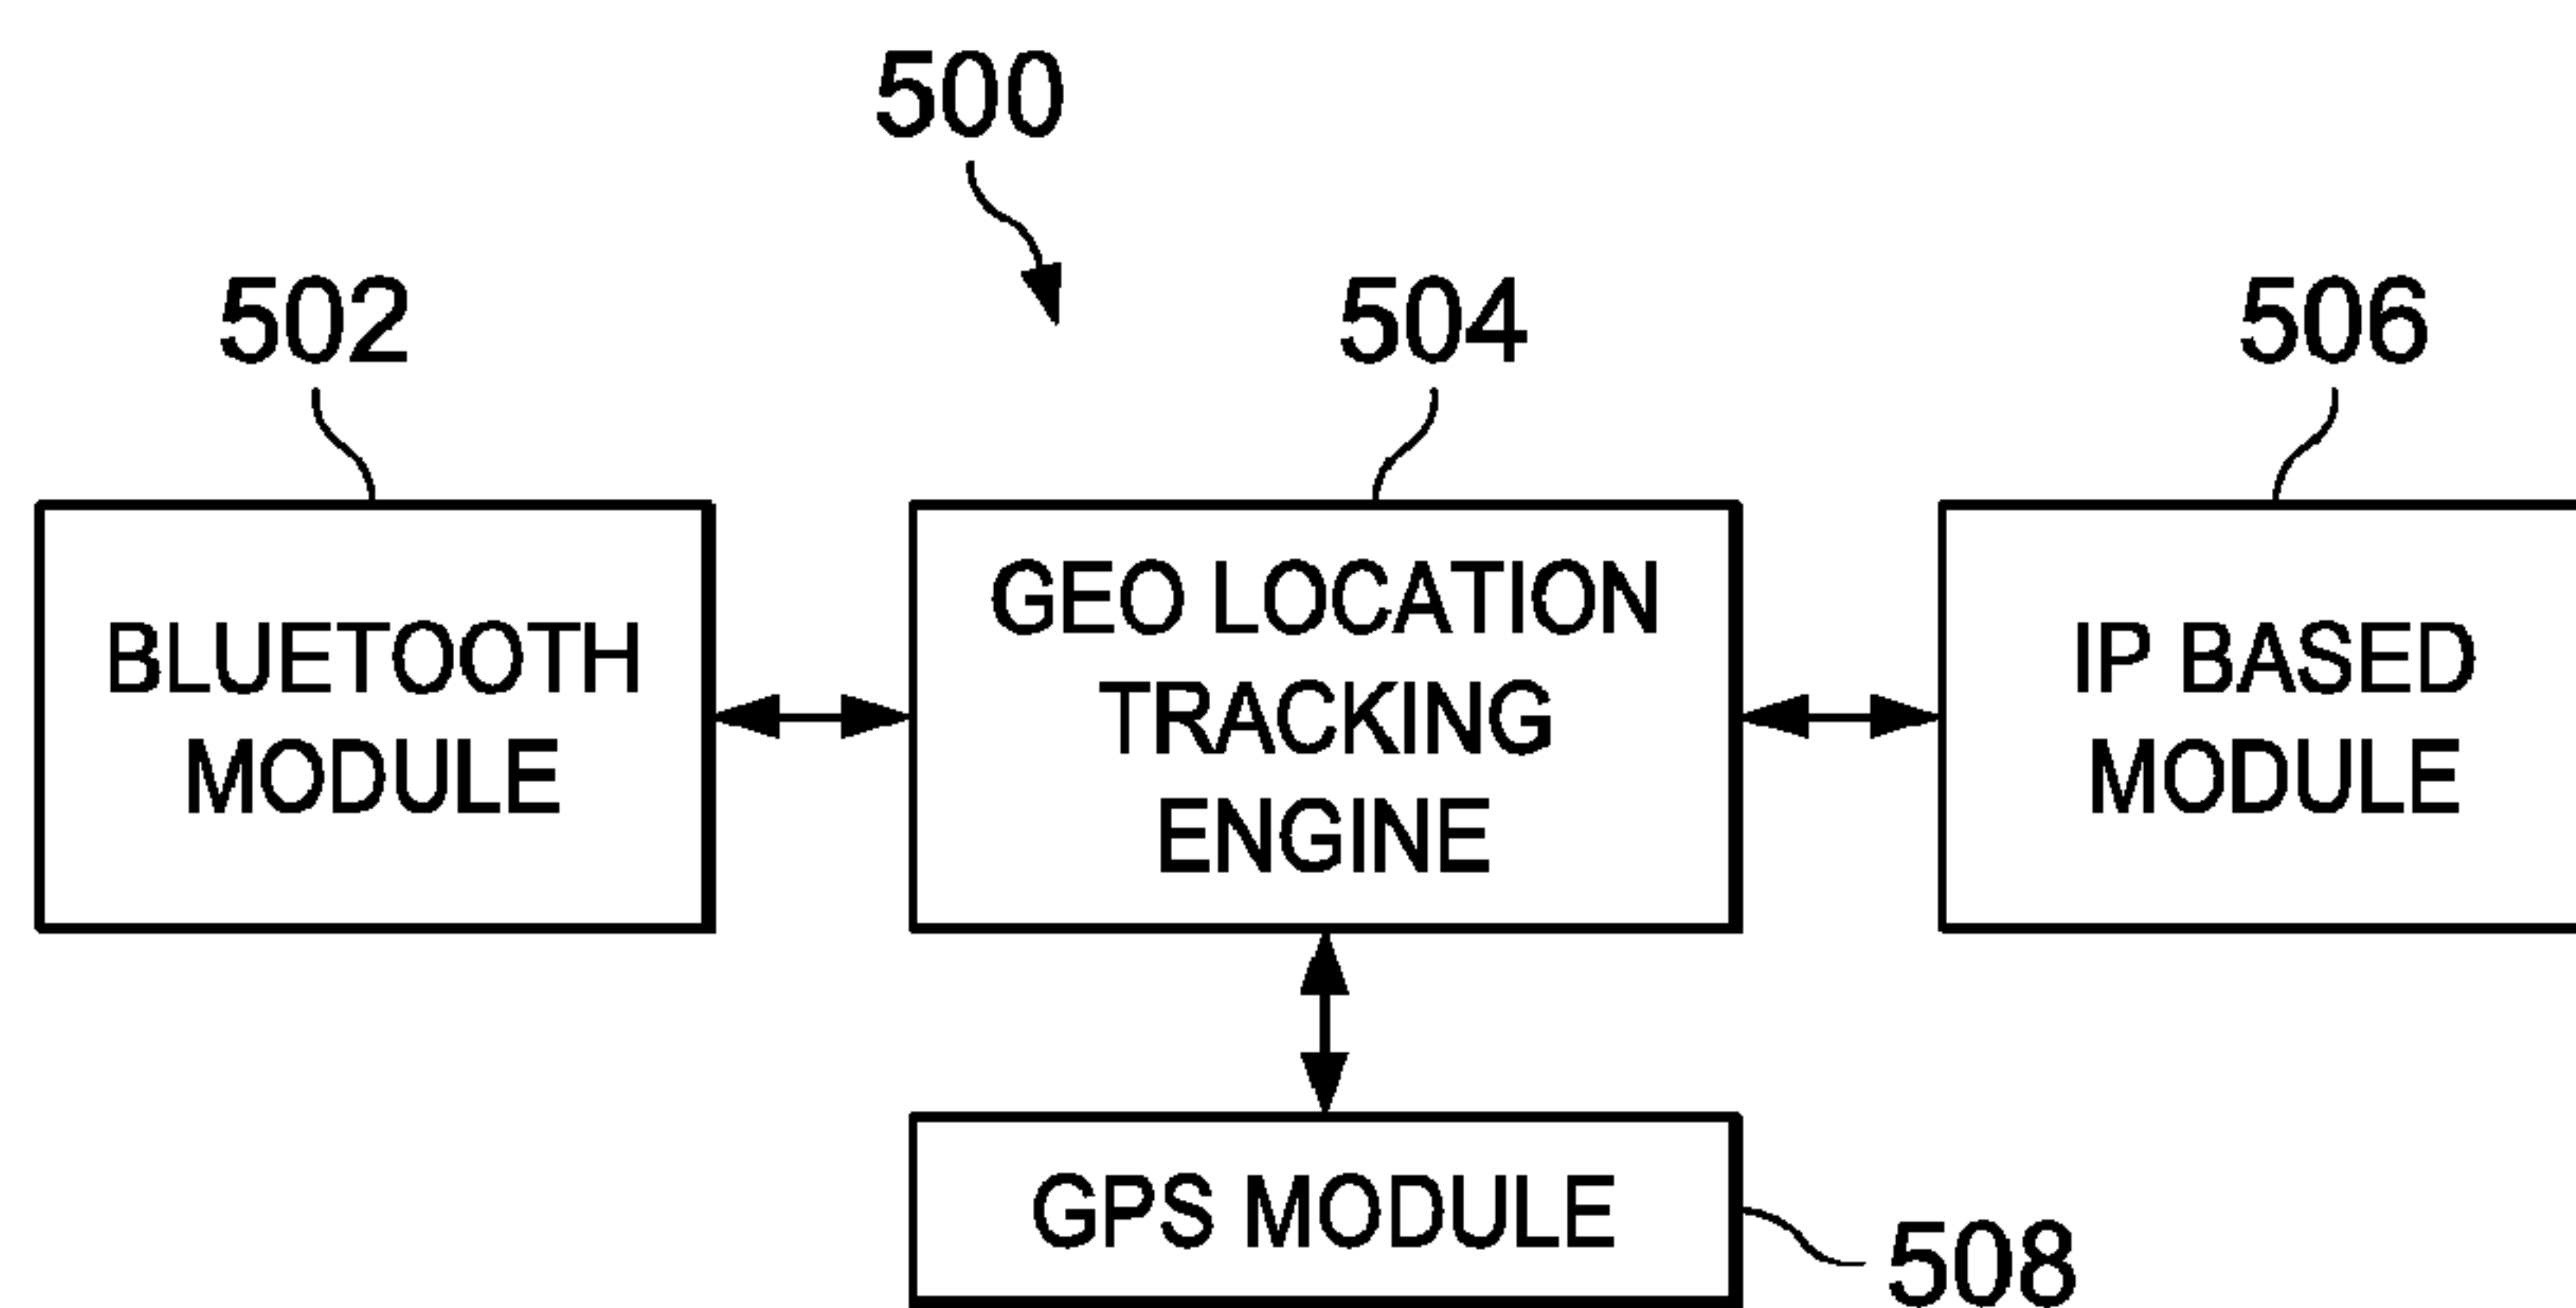 500
502
504
506
BLUETOOTH
MODULE
GEO LOCATION
TRACKING
ENGINE
IP BASED
MODULE
GPS MODULE
508